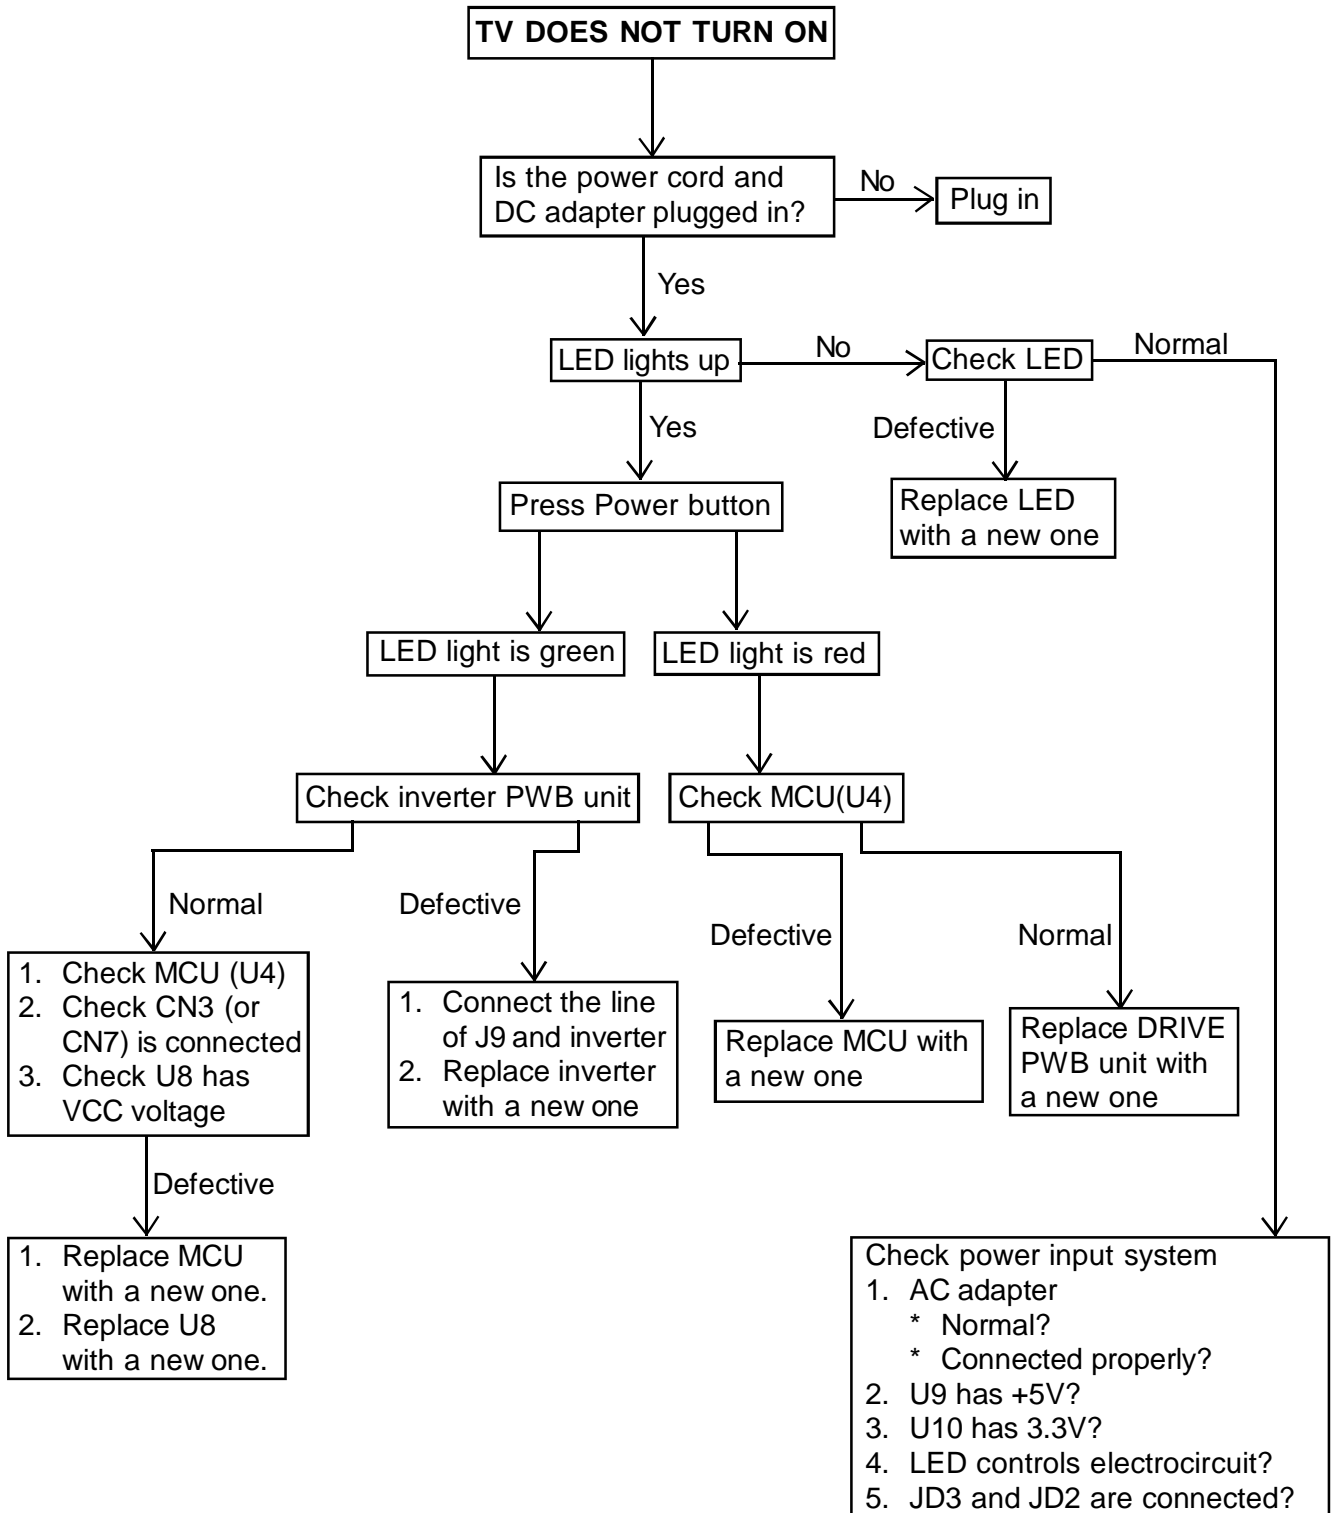 TV DOES NOT TURN ON
Is the power cord and
DC adapter plugged in?
No
Plug in
Yes
LED lights up
No
Check LED
Normal
Yes
Defective
Press Power button
Replace LED
with a new one
LED light is green
LED light is red
Check inverter PWB unit
Check MCU(U4)
Normal
Defective
Defective
Normal
1. Check MCU (U4)
2. Check CN3 (or
CN7) is connected
3. Check U8 has
VCC voltage
1. Connect the line
of J9 and inverter
2. Replace inverter
with a new one
Replace MCU with
a new one
Replace DRIVE
PWB unit with
a new one
Defective
1. Replace MCU
with a new one.
2. Replace U8
with a new one.
Check power input system
1. AC adapter
* Normal?
* Connected properly?
2. U9 has +5V?
3. U10 has 3.3V?
4. LED controls electrocircuit?
5. JD3 and JD2 are connected?